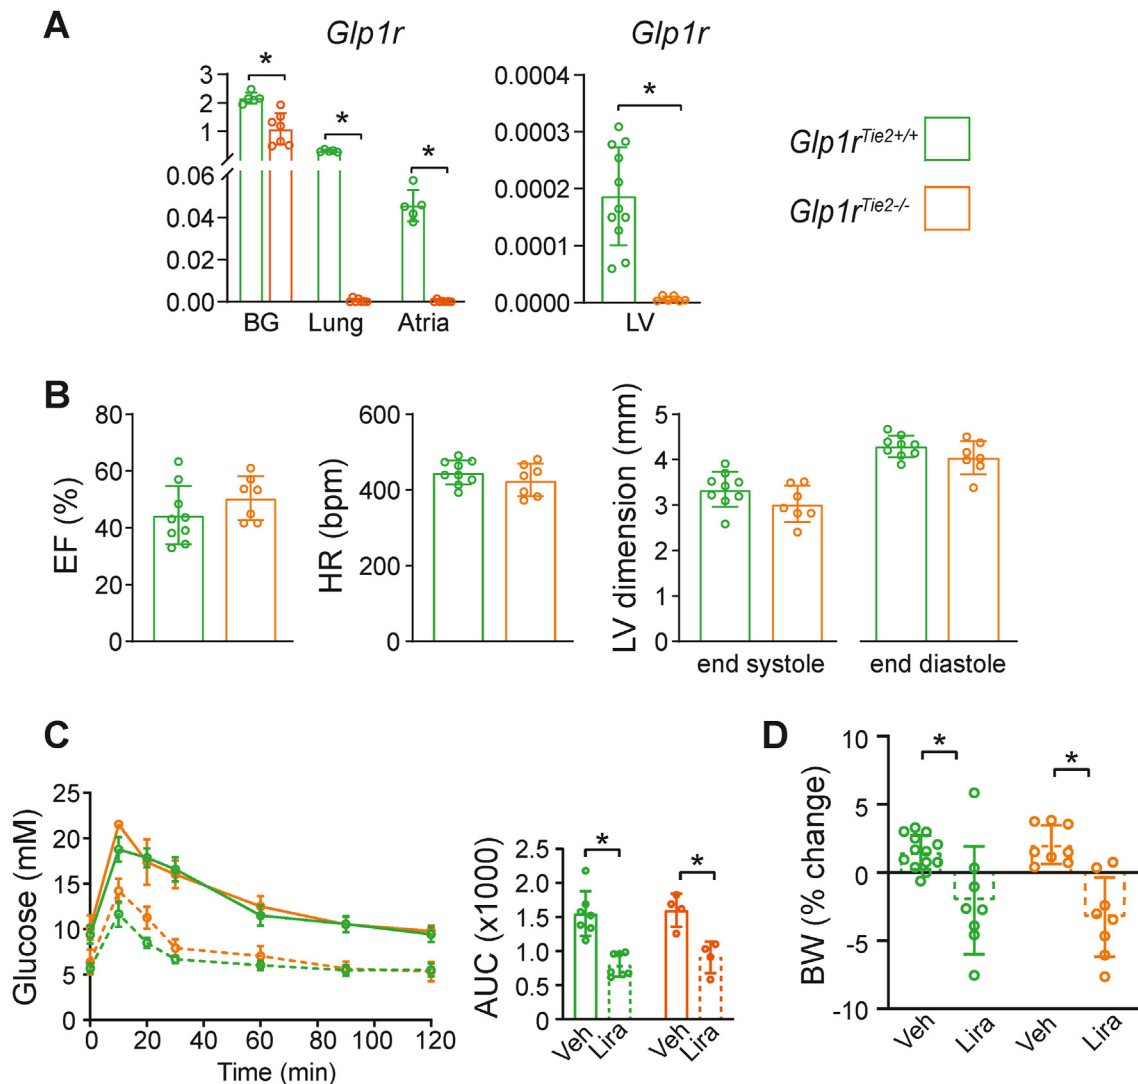 A
Glp1r
Glp1r
3
2
1
0.06
0.04
0.02
0.00
*
*
*
BG
Lung
Atria
0.0004
0.0003
0.0002
0.0001
0.0000
*
LV
Glp1r^Tie2+/+
Glp1r^Tie2-/-
B
EF (%)
80
60
40
20
0
HR (bpm)
600
400
200
0
LV dimension (mm)
5
4
3
2
1
0
end systole
end diastole
C
Glucose (mM)
25
20
15
10
5
0
0
20
40
60
80
100
120
Time (min)
AUC (x1000)
2.5
2.0
1.5
1.0
0.5
0
*
*
Veh
Lira
Veh
Lira
D
BW (% change)
10
5
0
-5
-10
*
*
Veh
Lira
Veh
Lira